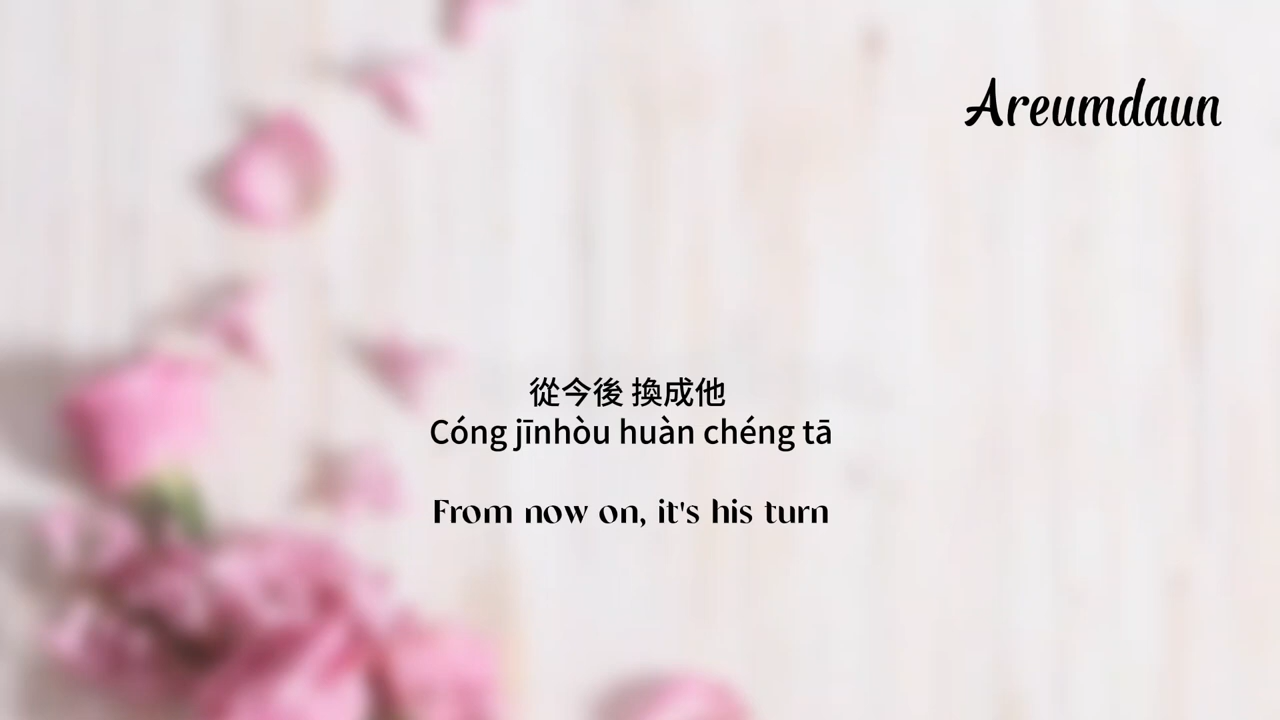 Areumdaun
從今後 換成他
Cóng jīnhòu huàn chéng tā
From now on, it's his turn